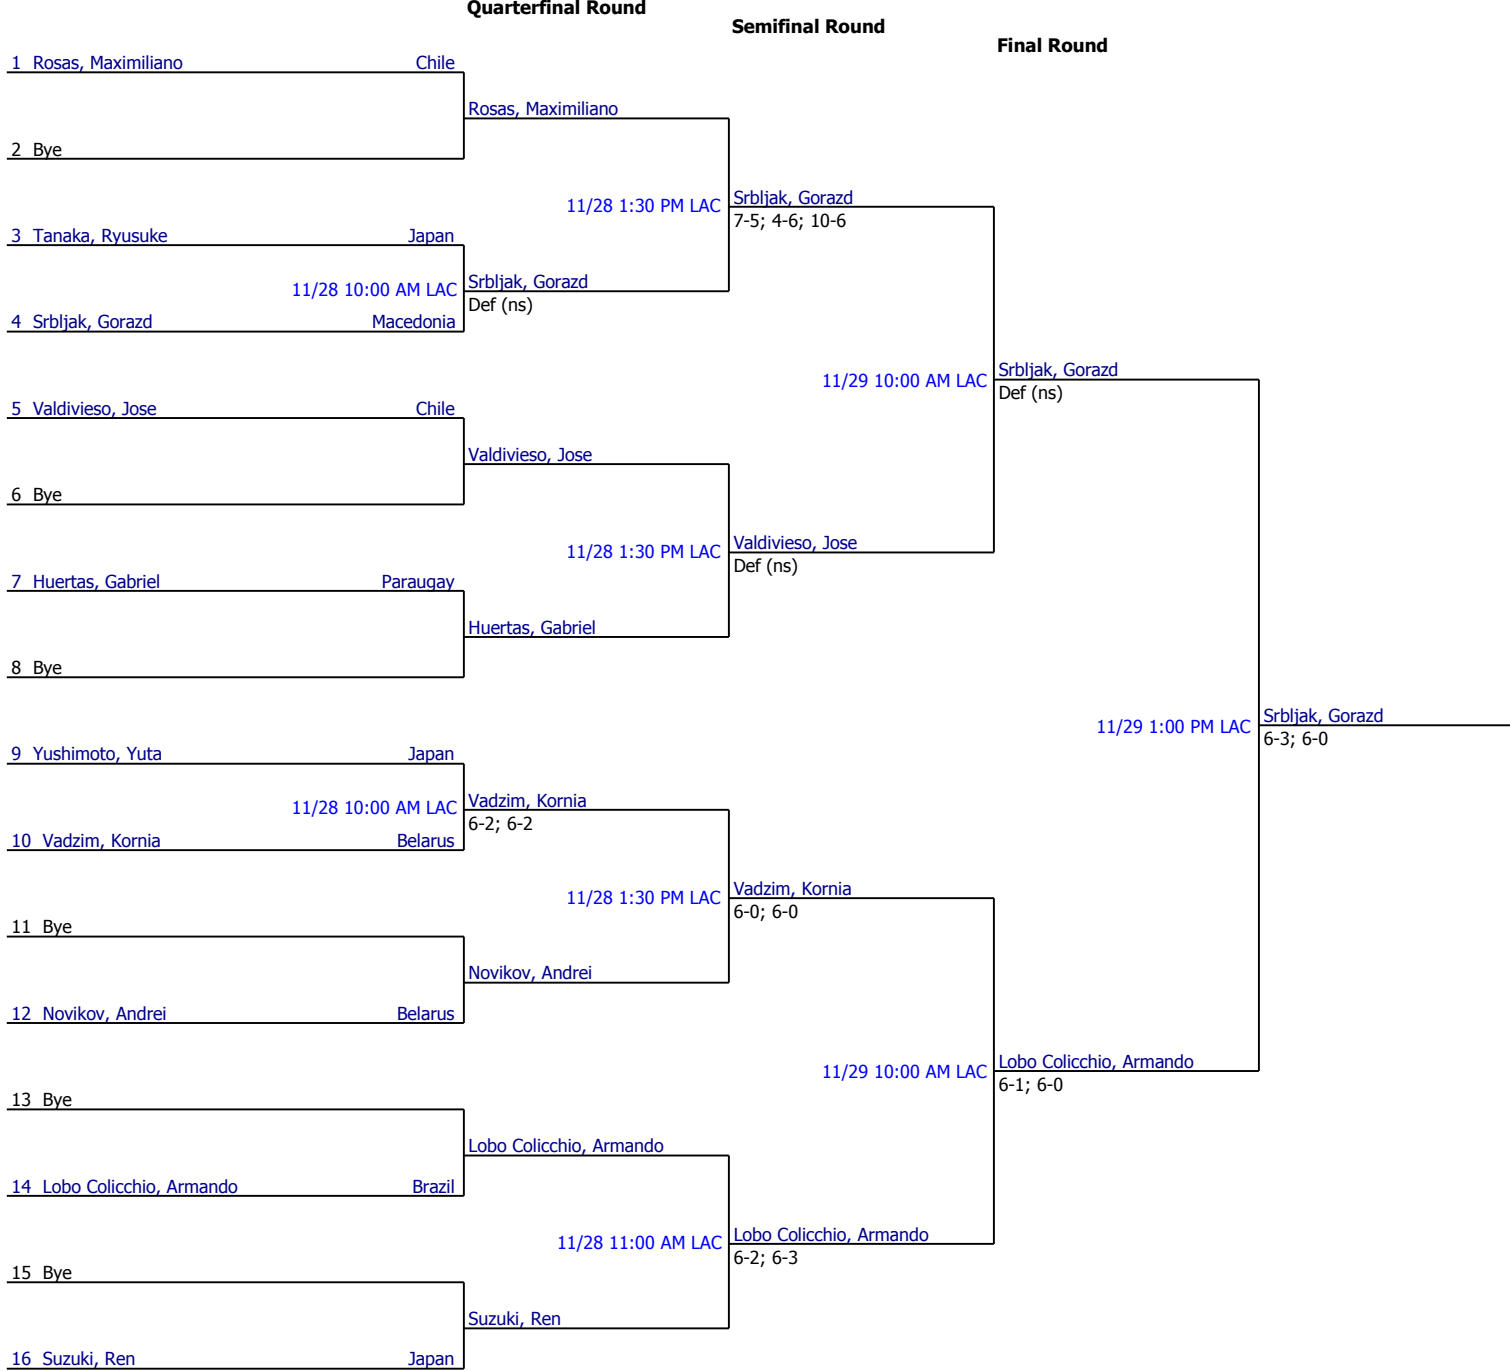 Quarterfinal Round
Semifinal Round
Final Round
1 Rosas, Maximiliano Chile
Rosas, Maximiliano
2 Bye
11/28 1:30 PM LAC Srbljak, Gorazd
7-5; 4-6; 10-6
3 Tanaka, Ryusuke Japan
11/28 10:00 AM LAC Srbljak, Gorazd
Def (ns)
4 Srbljak, Gorazd Macedonia
11/29 10:00 AM LAC Srbljak, Gorazd
Def (ns)
5 Valdivieso, Jose Chile
Valdivieso, Jose
6 Bye
11/28 1:30 PM LAC Valdivieso, Jose
Def (ns)
7 Huertas, Gabriel Paraugay
Huertas, Gabriel
8 Bye
11/29 1:00 PM LAC Srbljak, Gorazd
6-3; 6-0
9 Yushimoto, Yuta Japan
11/28 10:00 AM LAC Vadzim, Kornia
6-2; 6-2
10 Vadzim, Kornia Belarus
11/28 1:30 PM LAC Vadzim, Kornia
6-0; 6-0
11 Bye
Novikov, Andrei
12 Novikov, Andrei Belarus
11/29 10:00 AM LAC Lobo Colicchio, Armando
6-1; 6-0
13 Bye
Lobo Colicchio, Armando
14 Lobo Colicchio, Armando Brazil
11/28 11:00 AM LAC Lobo Colicchio, Armando
6-2; 6-3
15 Bye
Suzuki, Ren
16 Suzuki, Ren Japan